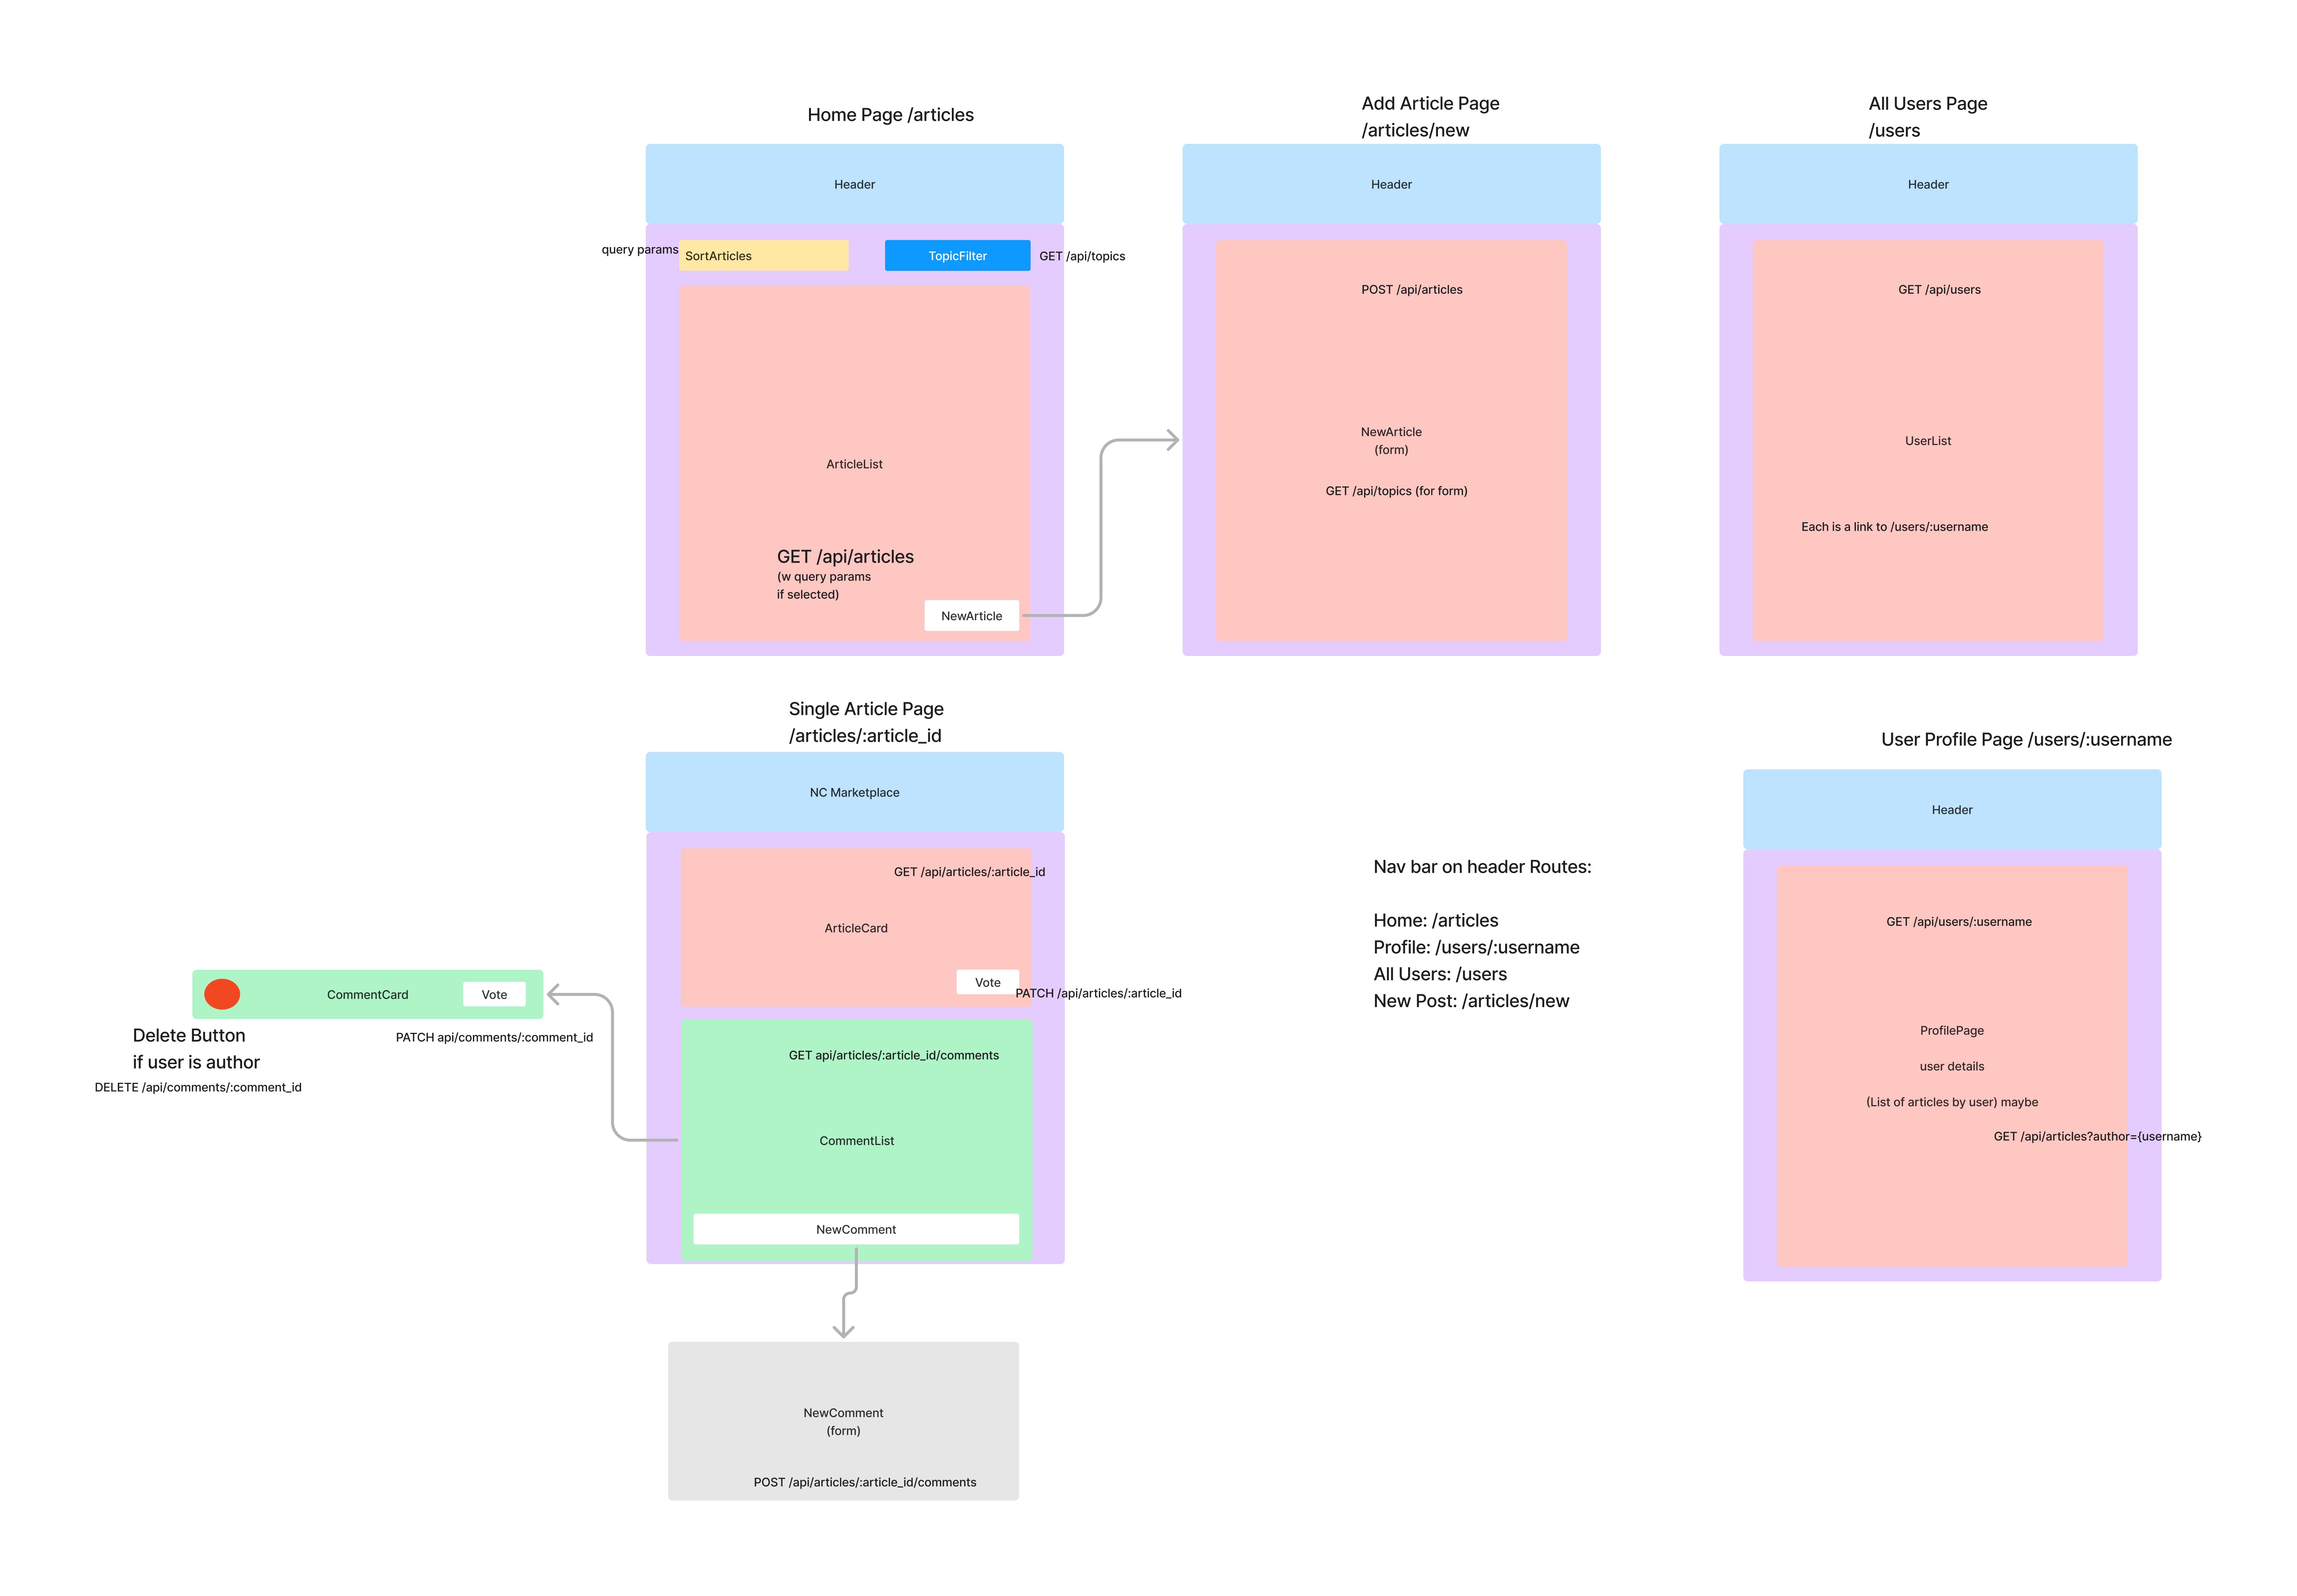 Home Page /articles
Header
query params
SortArticles
TopicFilter
GET /api/topics
ArticleList
GET /api/articles
(w query params
if selected)
NewArticle
Add Article Page
/articles/new
Header
POST /api/articles
NewArticle
(form)
GET /api/topics (for form)
All Users Page
/users
Header
GET /api/users
UserList
Each is a link to /users/:username
Single Article Page
/articles/:article_id
NC Marketplace
GET /api/articles/:article_id
ArticleCard
Vote
PATCH /api/articles/:article_id
GET api/articles/:article_id/comments
CommentList
NewComment
CommentCard
Vote
Delete Button
if user is author
DELETE /api/comments/:comment_id
PATCH api/comments/:comment_id
NewComment
(form)
POST /api/articles/:article_id/comments
Nav bar on header Routes:
Home: /articles
Profile: /users/:username
All Users: /users
New Post: /articles/new
User Profile Page /users/:username
Header
GET /api/users/:username
ProfilePage
user details
(List of articles by user) maybe
GET /api/articles?author={username}